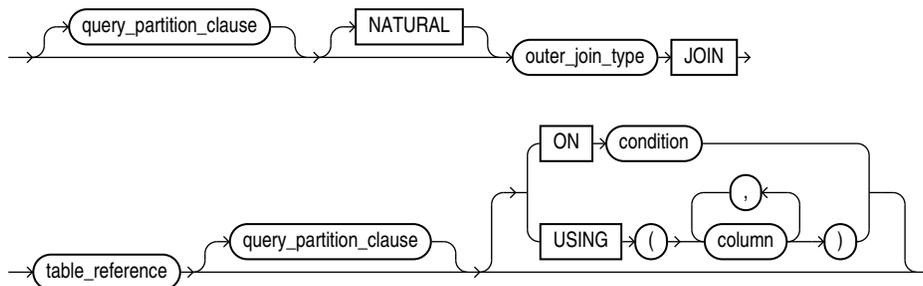 query_partition_clause NATURAL
outer_join_type JOIN
ON condition
,
query_partition_clause USING ( column )
table_reference